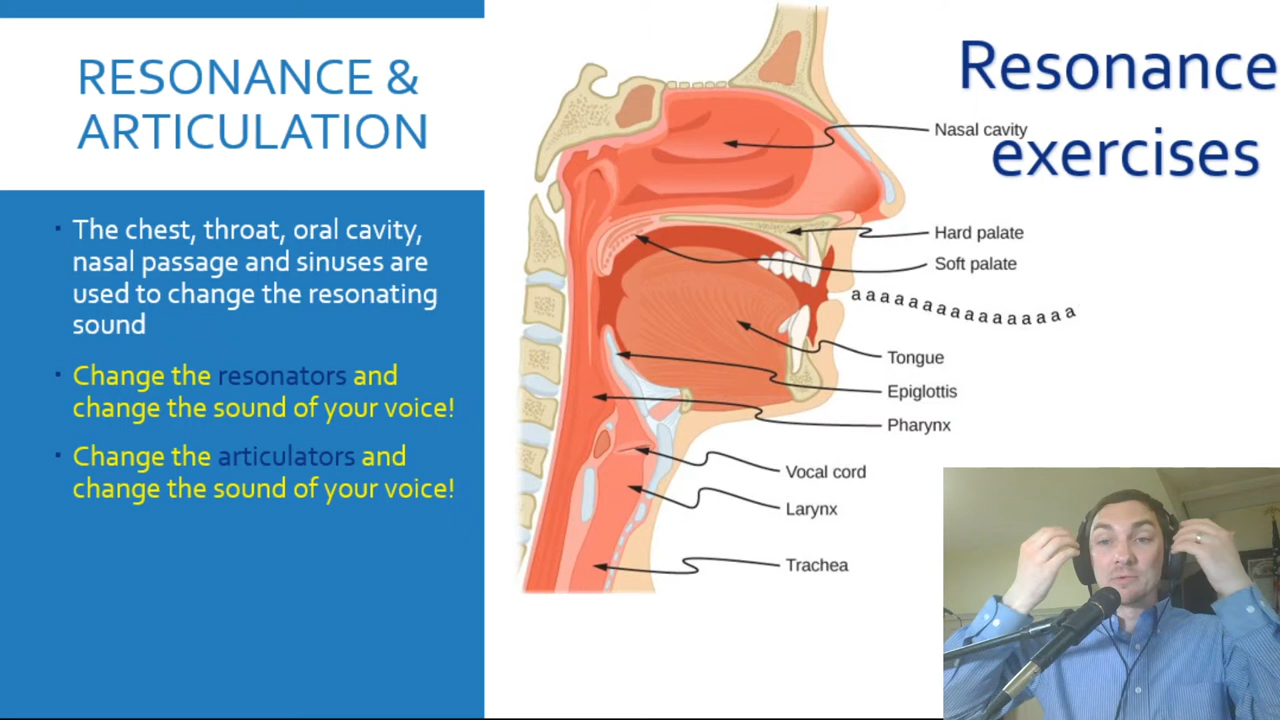 RESONANCE &
ARTICULATION
The chest, throat, oral cavity,
nasal passage and sinuses are
used to change the resonating
sound
Change the resonators and
change the sound of your voice!
Change the articulators and
change the sound of your voice!
Resonance
exercises
Nasal cavity
Hard palate
Soft palate
a a a a a a a a a a a a a a a a
Tongue
Epiglottis
Pharynx
Vocal cord
Larynx
Trachea